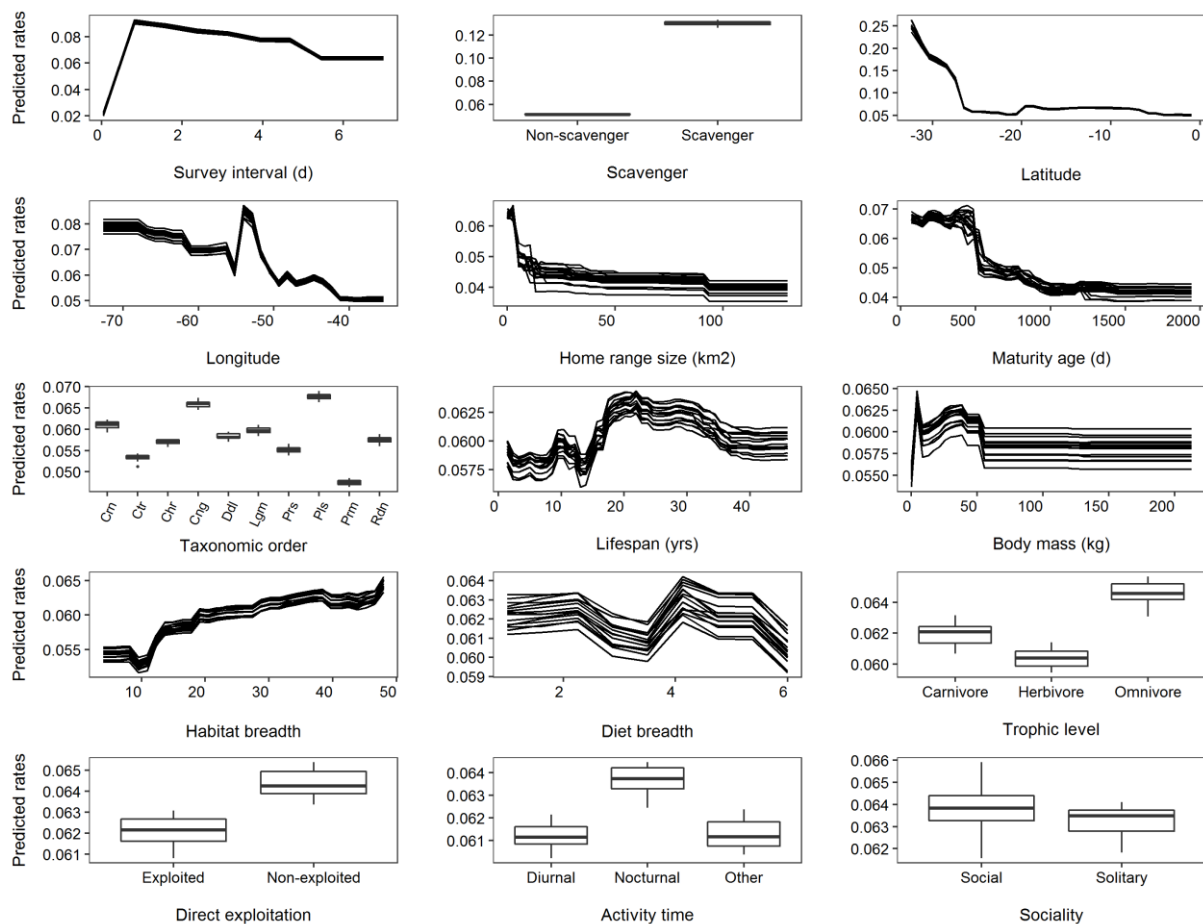 Predicted rates
0.08
0.06
0.04
0.02
0 2 4 6
Survey interval (d)
0.12
0.10
0.08
0.06
Non-scavenger Scavenger
Scavenger
0.25
0.20
0.15
0.10
0.05
-30 -20 -10 0
Latitude
Predicted rates
0.08
0.07
0.06
0.05
-70 -60 -50 -40
Longitude
0.06
0.05
0.04
0 50 100
Home range size (km2)
0.07
0.06
0.05
0.04
0 500 1000 1500 2000
Maturity age (d)
Predicted rates
0.070
0.065
0.060
0.055
0.050
Crn Ctr Chr Cng Ddl Lgm Prs Pls Prm Rdn
Taxonomic order
0.0625
0.0600
0.0575
0 10 20 30 40
Lifespan (yrs)
0.0650
0.0625
0.0600
0.0575
0.0550
0 50 100 150 200
Body mass (kg)
Predicted rates
0.065
0.060
0.055
10 20 30 40 50
Habitat breadth
0.064
0.063
0.062
0.061
0.060
0.059
2 4 6
Diet breadth
0.064
0.062
0.060
Carnivore Herbivore Omnivore
Trophic level
Predicted rates
0.065
0.064
0.063
0.062
0.061
Exploited Non-exploited
Direct exploitation
0.064
0.063
0.062
0.061
Diurnal Nocturnal Other
Activity time
0.066
0.065
0.064
0.063
0.062
Social Solitary
Sociality